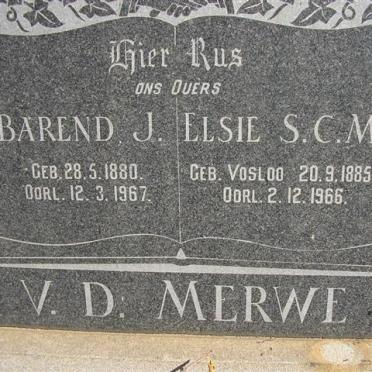 Hier Rus
ONS OUERS
BAREND. J. ELSIE S.C.M
GEB. 28.5.1880. GEB. VOSLOO 20.9.1885
OORL. 12.3.1967. OORL. 2.12.1966.
V. D. MERWE